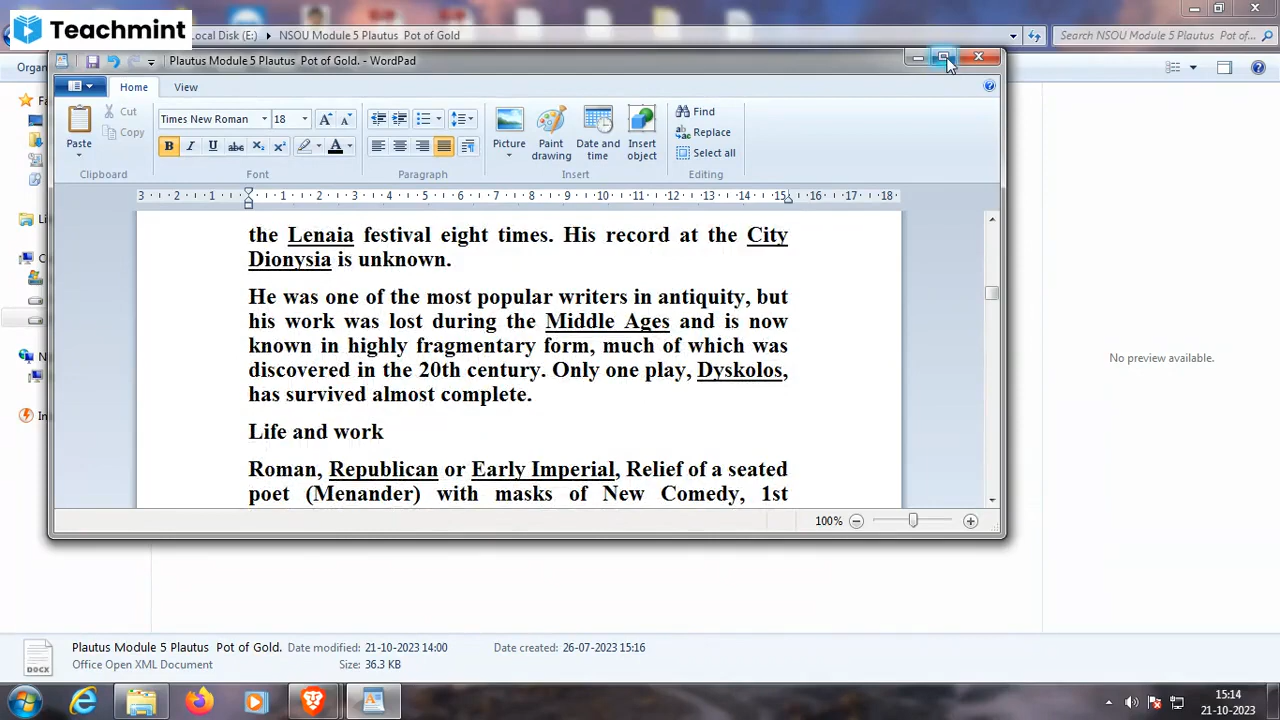 Teachmint
Local Disk (E:) ▸ NSOU Module 5 Plautus Pot of Gold
Search NSOU Module 5 Plautus Pot of...
Plautus Module 5 Plautus Pot of Gold. - WordPad
Organ
Home View
Paste
Cut
Copy
Clipboard
Times New Roman 18
Font
Paragraph
Picture
Paint drawing
Date and time
Insert object
Insert
Find
Replace
Select all
Editing
3 2 1 1 2 3 4 5 6 7 8 9 10 11 12 13 14 15 16 17 18
the Lenaia festival eight times. His record at the City
Dionysia is unknown.
He was one of the most popular writers in antiquity, but
his work was lost during the Middle Ages and is now
known in highly fragmentary form, much of which was
discovered in the 20th century. Only one play, Dyskolos,
has survived almost complete.
Life and work
Roman, Republican or Early Imperial, Relief of a seated
poet (Menander) with masks of New Comedy, 1st
100%
No preview available.
Plautus Module 5 Plautus Pot of Gold. Date modified: 21-10-2023 14:00 Date created: 26-07-2023 15:16
Office Open XML Document Size: 36.3 KB
15:14
21-10-2023